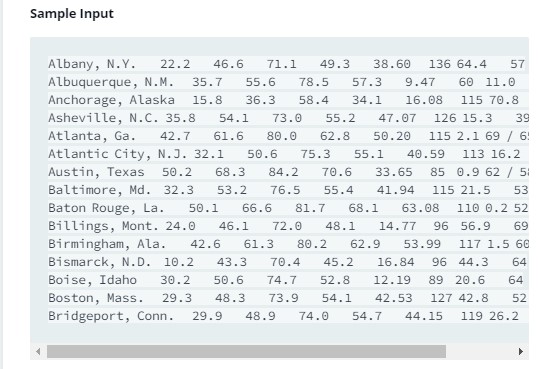 Sample Input
Albany, N.Y. 22.2 46.6 71.1 49.3 38.60 136 64.4 57
Albuquerque, N.M. 35.7 55.6 78.5 57.3 9.47 60 11.0
Anchorage, Alaska 15.8 36.3 58.4 34.1 16.08 115 70.8
Asheville, N.C. 35.8 54.1 73.0 55.2 47.07 126 15.3 39
Atlanta, Ga. 42.7 61.6 80.0 62.8 50.20 115 2.1 69 / 65
Atlantic City, N.J. 32.1 50.6 75.3 55.1 40.59 113 16.2
Austin, Texas 50.2 68.3 84.2 70.6 33.65 85 0.9 62 / 58
Baltimore, Md. 32.3 53.2 76.5 55.4 41.94 115 21.5 53
Baton Rouge, La. 50.1 66.6 81.7 68.1 63.08 110 0.2 52
Billings, Mont. 24.0 46.1 72.0 48.1 14.77 96 56.9 69
Birmingham, Ala. 42.6 61.3 80.2 62.9 53.99 117 1.5 60
Bismarck, N.D. 10.2 43.3 70.4 45.2 16.84 96 44.3 64
Boise, Idaho 30.2 50.6 74.7 52.8 12.19 89 20.6 64
Boston, Mass. 29.3 48.3 73.9 54.1 42.53 127 42.8 52
Bridgeport, Conn. 29.9 48.9 74.0 54.7 44.15 119 26.2